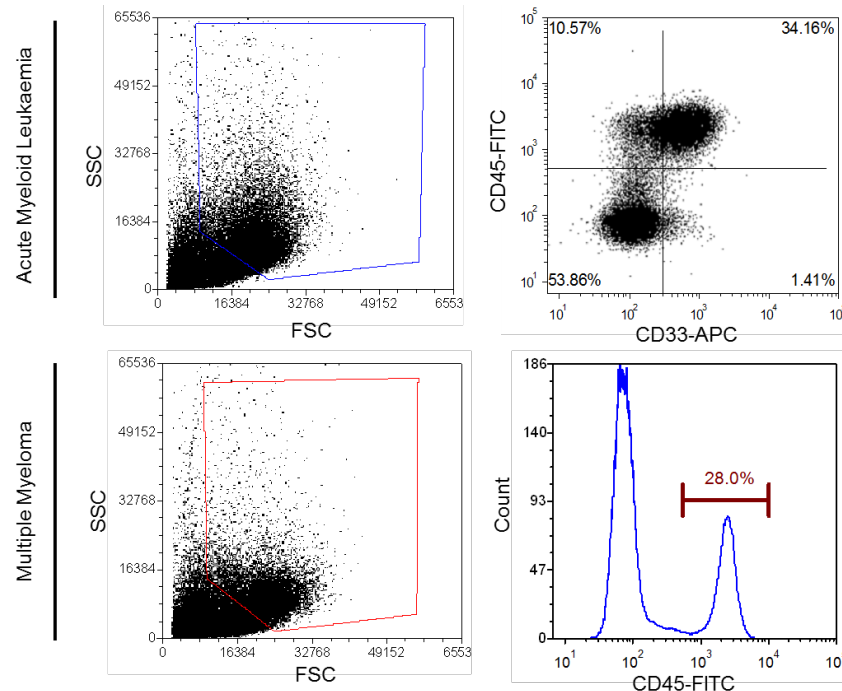 Acute Myeloid Leukaemia
65536
49152
32768
16384
0
SSC
0 16384 32768 49152 6553
FSC
10.57% 34.16%
10^5
10^4
10^3
10^2
10^1
CD45-FITC
53.86% 1.41%
10^1 10^2 10^3 10^4 10
CD33-APC
Multiple Myeloma
65536
49152
32768
16384
0
SSC
0 16384 32768 49152 6553
FSC
186
140
93
47
0
Count
28.0%
10^1 10^2 10^3 10^4 10
CD45-FITC